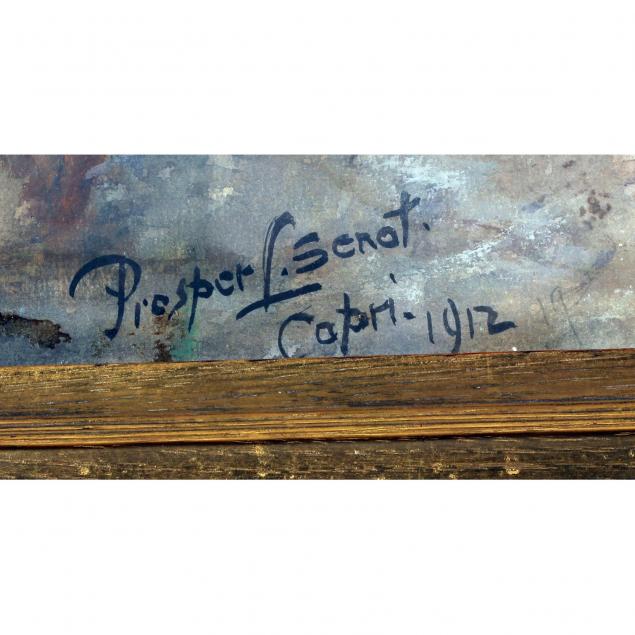 Prosper L. Senat.
Capri. 1912